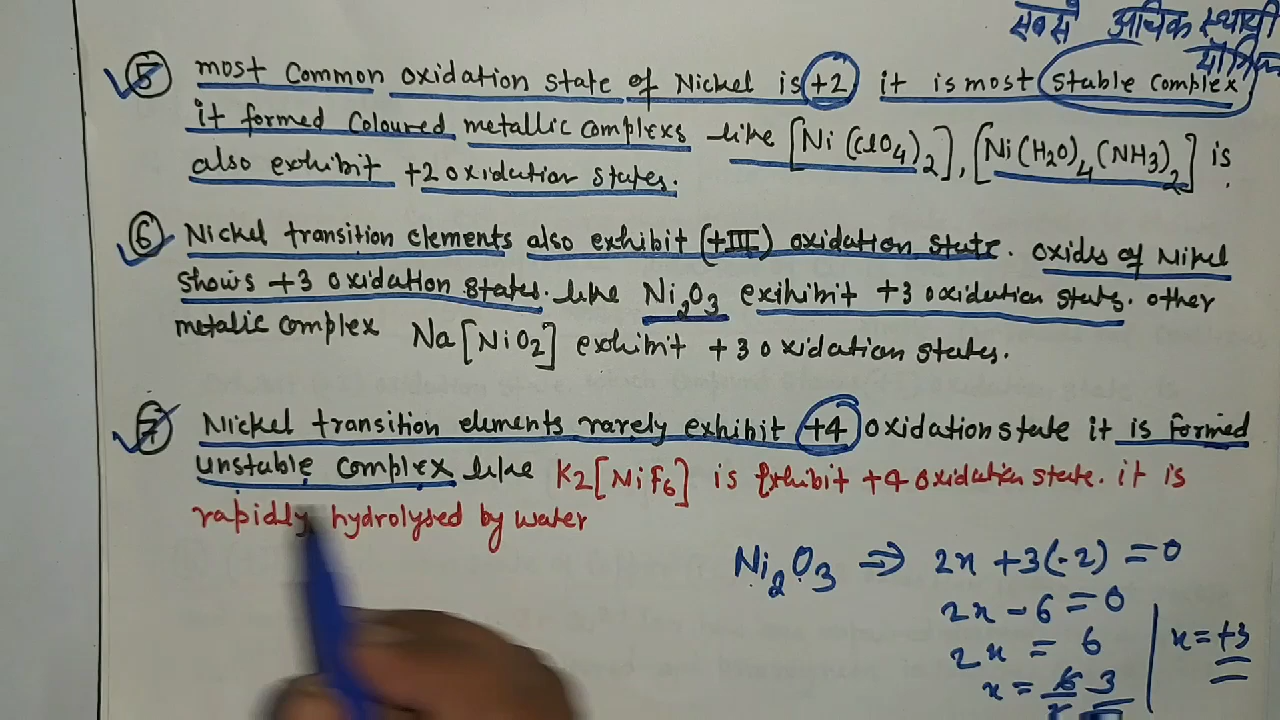 सबसे अधिक स्थायी
यौगिक
⑤ most common oxidation state of Nickel is +2 it is most stable complex
it formed coloured metallic complexs like [Ni(ClO4)2], [Ni(H2O)4(NH3)2] is
also exhibit +2 oxidation states.
⑥ Nickel transition elements also exhibit (+III) oxidation state. oxides of Nikel
shows +3 oxidation states. like Ni2O3 exihibit +3 oxidation states. other
metalic complex Na[NiO2] exhibit +3 oxidation states.
⑦ Nickel transition elements rarely exhibit +4 oxidation state it is formed
unstable complex like K2[NiF6] is Exhibit +4 oxidation state. it is
rapidly hydrolysed by water
Ni2O3 ⇒ 2x +3(-2) = 0
2x - 6 = 0
2x = 6
x = 6/2 3
x = +3